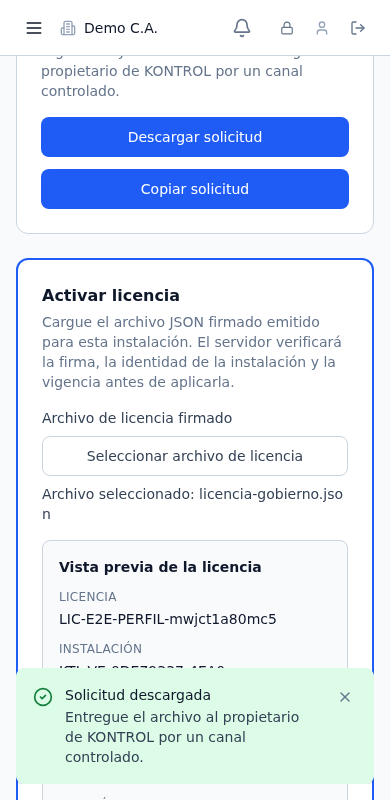 Demo C.A.
propietario de KONTROL por un canal
controlado.
Descargar solicitud
Copiar solicitud
Activar licencia
Cargue el archivo JSON firmado emitido
para esta instalación. El servidor verificará
la firma, la identidad de la instalación y la
vigencia antes de aplicarla.
Archivo de licencia firmado
Seleccionar archivo de licencia
Archivo seleccionado: licencia-gobierno.jso
n
Vista previa de la licencia
LICENCIA
LIC-E2E-PERFIL-mwjct1a80mc5
INSTALACIÓN
Solicitud descargada
Entregue el archivo al propietario
de KONTROL por un canal
controlado.